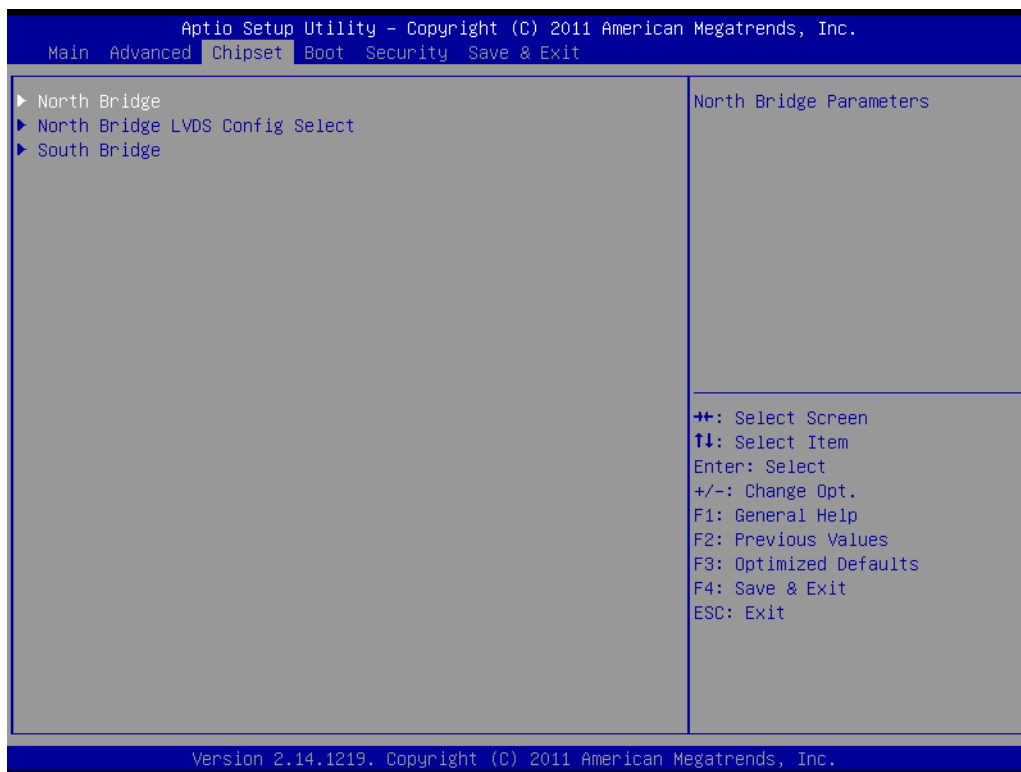 Aptio Setup Utility – Copyright (C) 2011 American Megatrends, Inc.
Main Advanced Chipset Boot Security Save & Exit
North Bridge
North Bridge LVDS Config Select
South Bridge
North Bridge Parameters
→←: Select Screen
↑↓: Select Item
Enter: Select
+/-: Change Opt.
F1: General Help
F2: Previous Values
F3: Optimized Defaults
F4: Save & Exit
ESC: Exit
Version 2.14.1219. Copyright (C) 2011 American Megatrends, Inc.